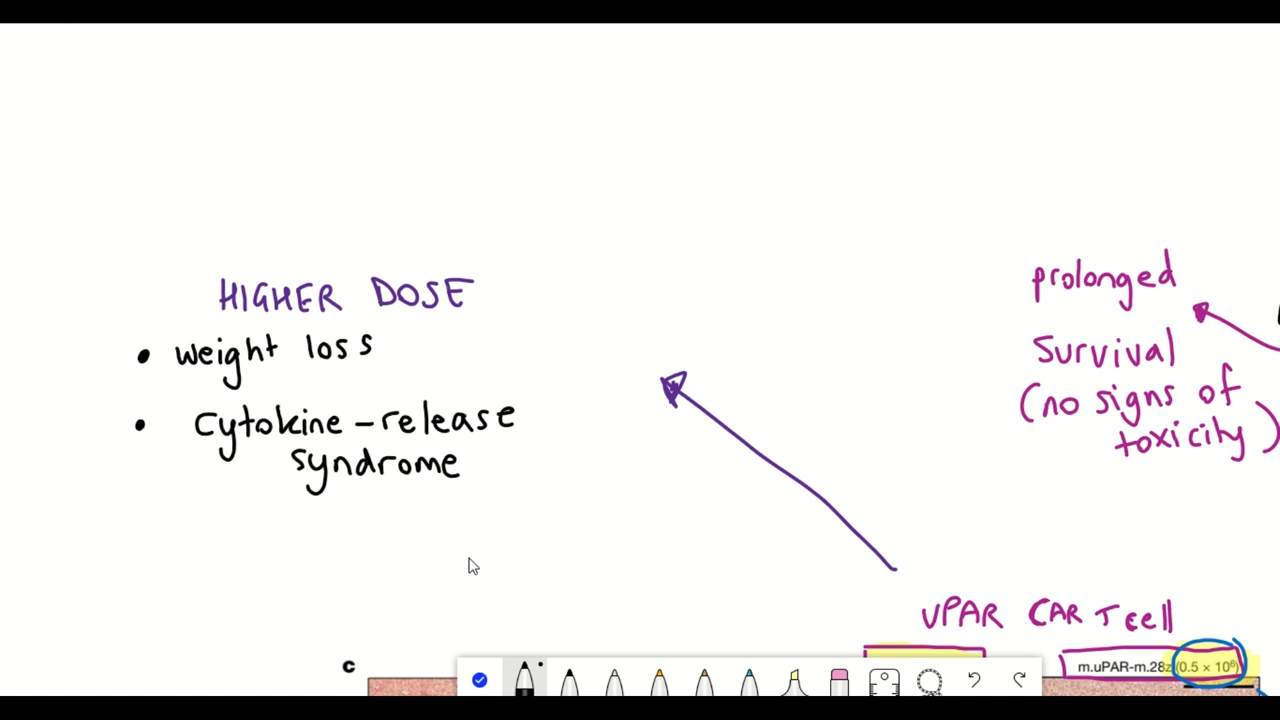 HIGHER DOSE
• weight loss
• cytokine-release
syndrome
prolonged
survival
(no signs of
toxicity)
uPAR CAR T cell
c
m.uPAR-m.28z (0.5 × 10⁶)